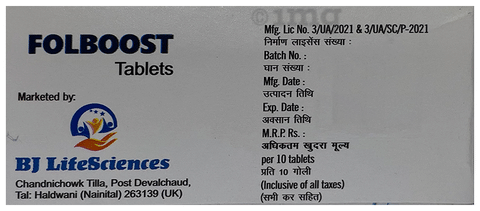 FOLBOOST
Tablets
Marketed by:
BJ LifeSciences
Chandnichowk Tilla, Post Devalchaud,
Tal: Haldwani (Nainital) 263139 (UK)
1mg
Mfg. Lic No. 3/UA/2021 & 3/UA/SC/P-2021
निर्माण लाइसेंस संख्या :
Batch No. :
घान संख्या :
Mfg. Date :
उत्पादन तिथि
Exp. Date :
अवसान तिथि
M.R.P Rs. :
अधिकतम खुदरा मूल्य
per 10 tablets
प्रति 10 गोली
(Inclusive of all taxes)
(सभी कर सहित)